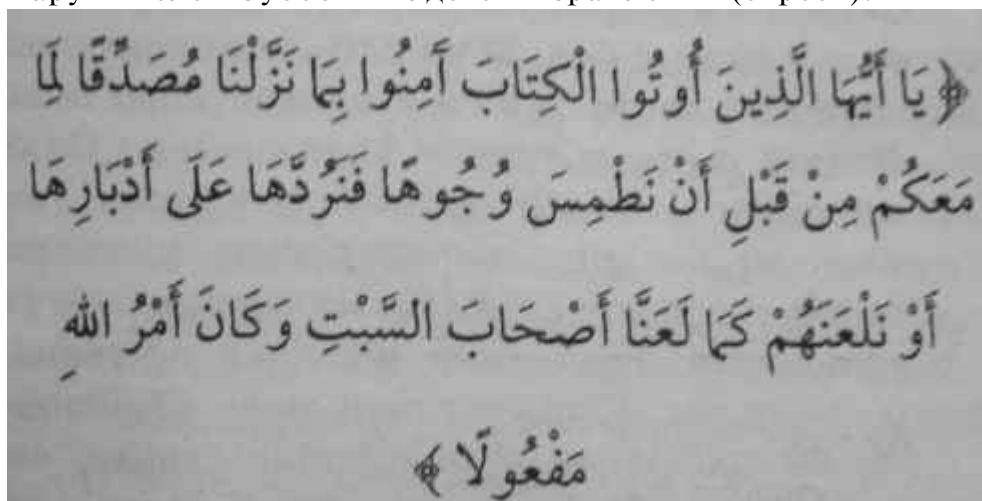 ﴿ يَا أَيُّهَا الَّذِينَ أُوتُوا الْكِتَابَ آمِنُوا بِمَا نَزَّلْنَا مُصَدِّقًا لِمَا
مَعَكُمْ مِنْ قَبْلِ أَنْ نَطْمِسَ وُجُوهًا فَنَرُدَّهَا عَلَى أَدْبَارِهَا
أَوْ نَلْعَنَهُمْ كَمَا لَعَنَّا أَصْحَابَ السَّبْتِ وَكَانَ أَمْرُ اللهِ
مَفْعُولًا ﴾